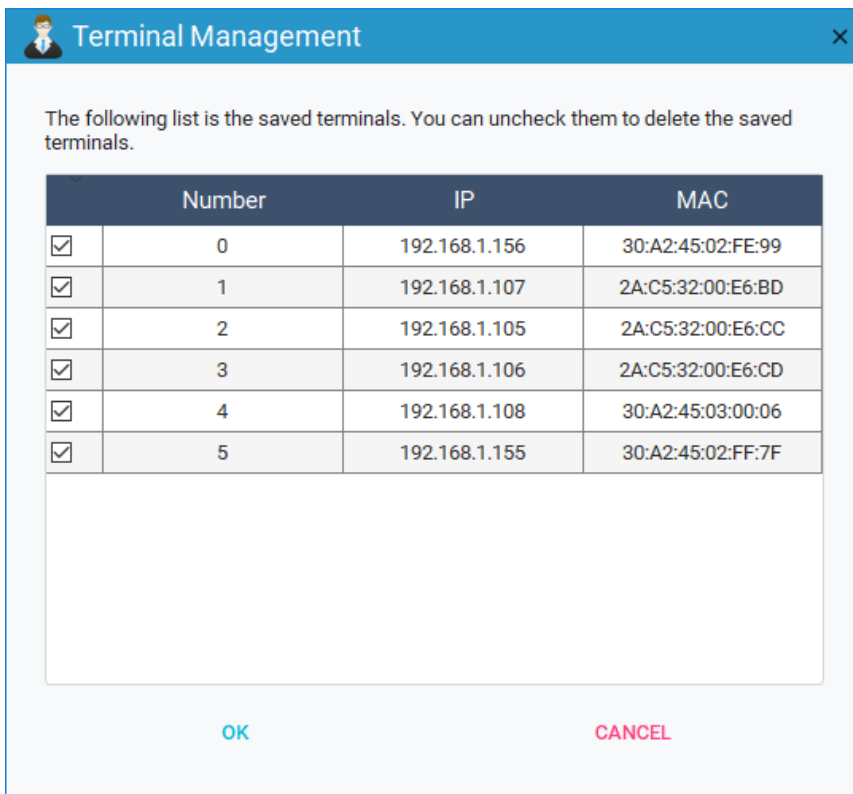 Terminal Management
The following list is the saved terminals. You can uncheck them to delete the saved
terminals.
Number IP MAC
0 192.168.1.156 30:A2:45:02:FE:99
1 192.168.1.107 2A:C5:32:00:E6:BD
2 192.168.1.105 2A:C5:32:00:E6:CC
3 192.168.1.106 2A:C5:32:00:E6:CD
4 192.168.1.108 30:A2:45:03:00:06
5 192.168.1.155 30:A2:45:02:FF:7F
OK CANCEL